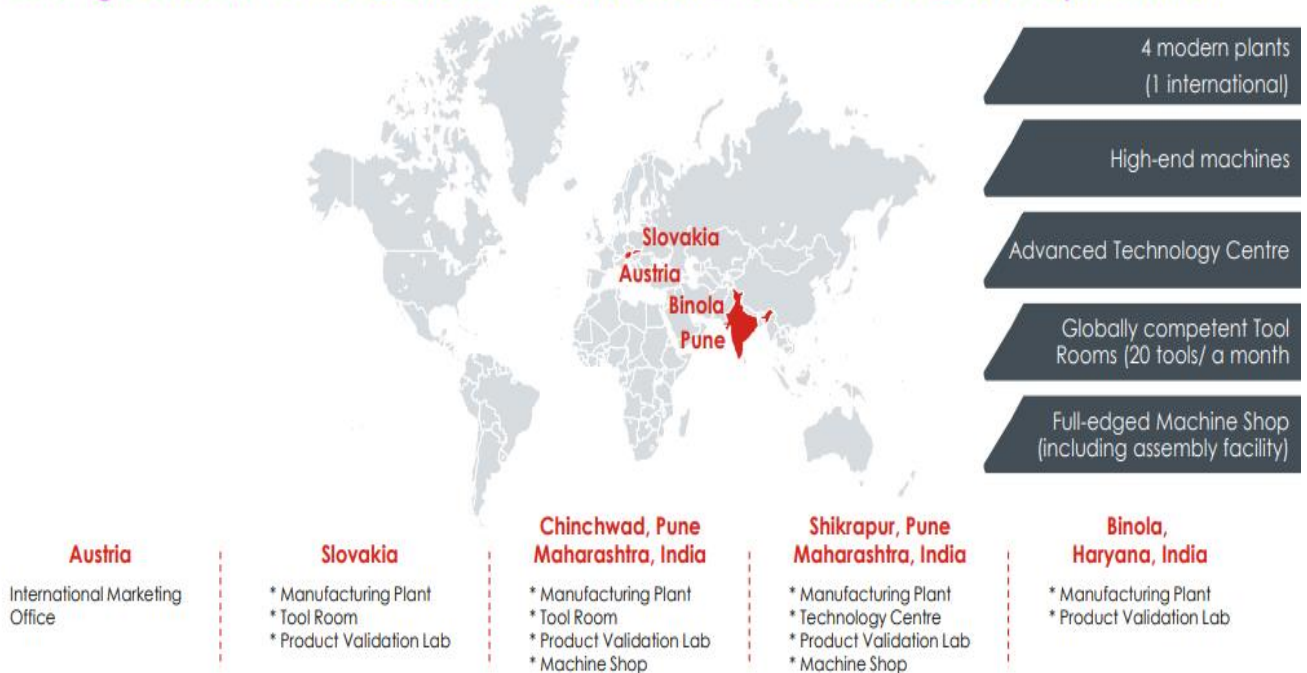 Slovakia
Austria
Binola
Pune
4 modern plants
(1 international)
High-end machines
Advanced Technology Centre
Globally competent Tool
Rooms (20 tools/ a month
Full-edged Machine Shop
(including assembly facility)
Austria
International Marketing
Office
Slovakia
* Manufacturing Plant
* Tool Room
* Product Validation Lab
Chinchwad, Pune
Maharashtra, India
* Manufacturing Plant
* Tool Room
* Product Validation Lab
* Machine Shop
Shikrapur, Pune
Maharashtra, India
* Manufacturing Plant
* Technology Centre
* Product Validation Lab
* Machine Shop
Binola,
Haryana, India
* Manufacturing Plant
* Product Validation Lab